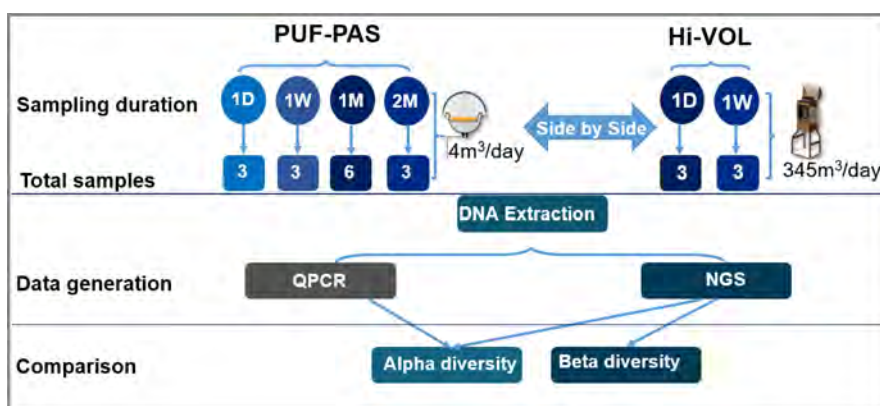 PUF-PAS Hi-VOL
Sampling duration 1D 1W 1M 2M Side by Side 1D 1W
4m³/day
Total samples 3 3 6 3 3 3 345m³/day
DNA Extraction
Data generation QPCR NGS
Comparison Alpha diversity Beta diversity